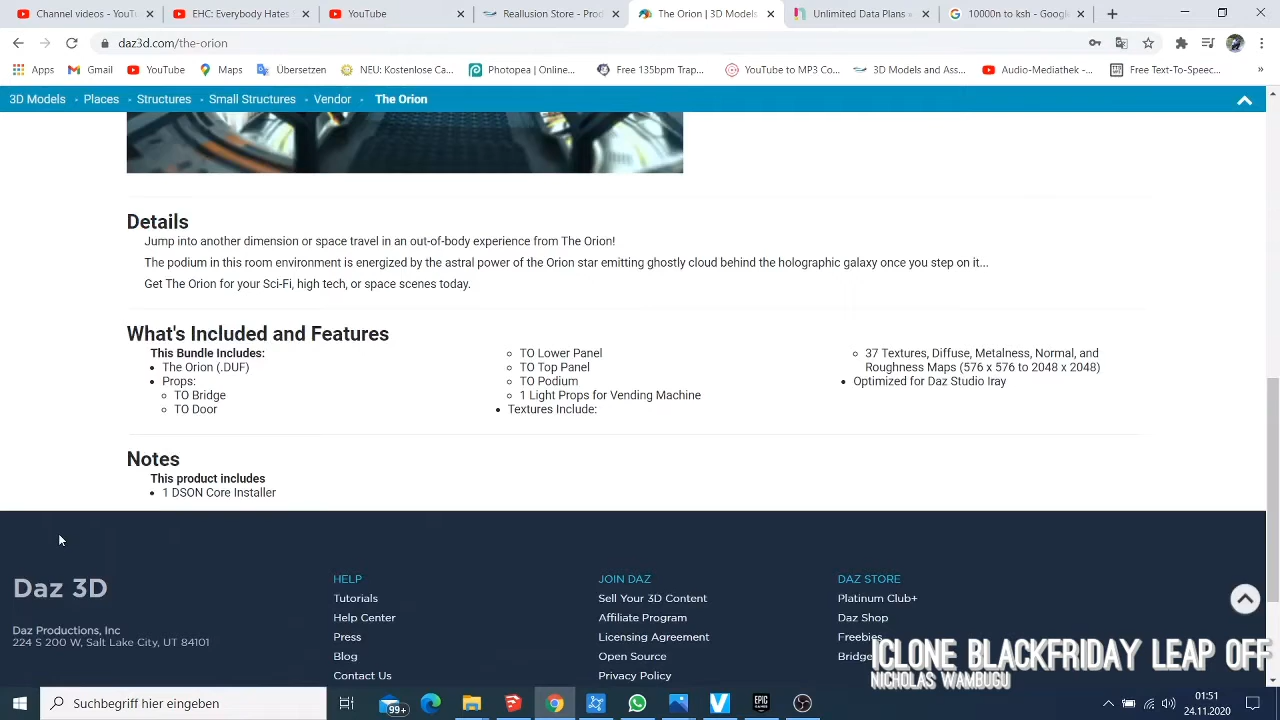 Channel videos - YouTu
EHC: Everybody Hates
YouTube
Reallusion Store - Prod
The Orion | 3D Models
Unlimited Daz Plans »
10000n to ksh - Google
daz3d.com/the-orion
Apps
Gmail
YouTube
Maps
Übersetzen
NEU: Kostenlose Ca...
Photopea | Online...
Free 135bpm Trap...
YouTube to MP3 Co...
3D Models and Ass...
Audio-Mediathek -...
Free Text-To-Speec...
3D Models Places Structures Small Structures Vendor The Orion
Details
Jump into another dimension or space travel in an out-of-body experience from The Orion!
The podium in this room environment is energized by the astral power of the Orion star emitting ghostly cloud behind the holographic galaxy once you step on it...
Get The Orion for your Sci-Fi, high tech, or space scenes today.
What's Included and Features
This Bundle Includes:
The Orion (.DUF)
Props:
TO Bridge
TO Door
TO Lower Panel
TO Top Panel
TO Podium
1 Light Props for Vending Machine
Textures Include:
37 Textures, Diffuse, Metalness, Normal, and
Roughness Maps (576 x 576 to 2048 x 2048)
Optimized for Daz Studio Iray
Notes
This product includes
1 DSON Core Installer
Daz 3D
Daz Productions, Inc
224 S 200 W, Salt Lake City, UT 84101
HELP
Tutorials
Help Center
Press
Blog
Contact Us
JOIN DAZ
Sell Your 3D Content
Affiliate Program
Licensing Agreement
Open Source
Privacy Policy
DAZ STORE
Platinum Club+
Daz Shop
Freebies
Bridge
ICLONE BLACKFRIDAY LEAP OFF
NICHOLAS WAMBUGU
Suchbegriff hier eingeben
99+
EPIC
GAMES
01:51
24.11.2020